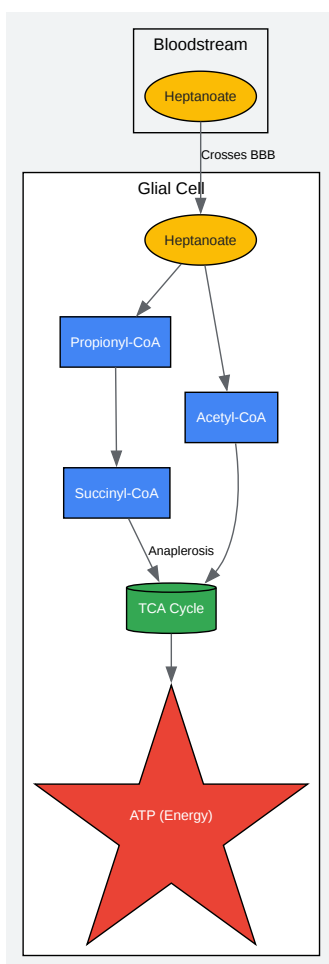 Bloodstream
Heptanoate
Crosses BBB
Glial Cell
Heptanoate
Propionyl-CoA
Acetyl-CoA
Succinyl-CoA
Anaplerosis
TCA Cycle
ATP (Energy)